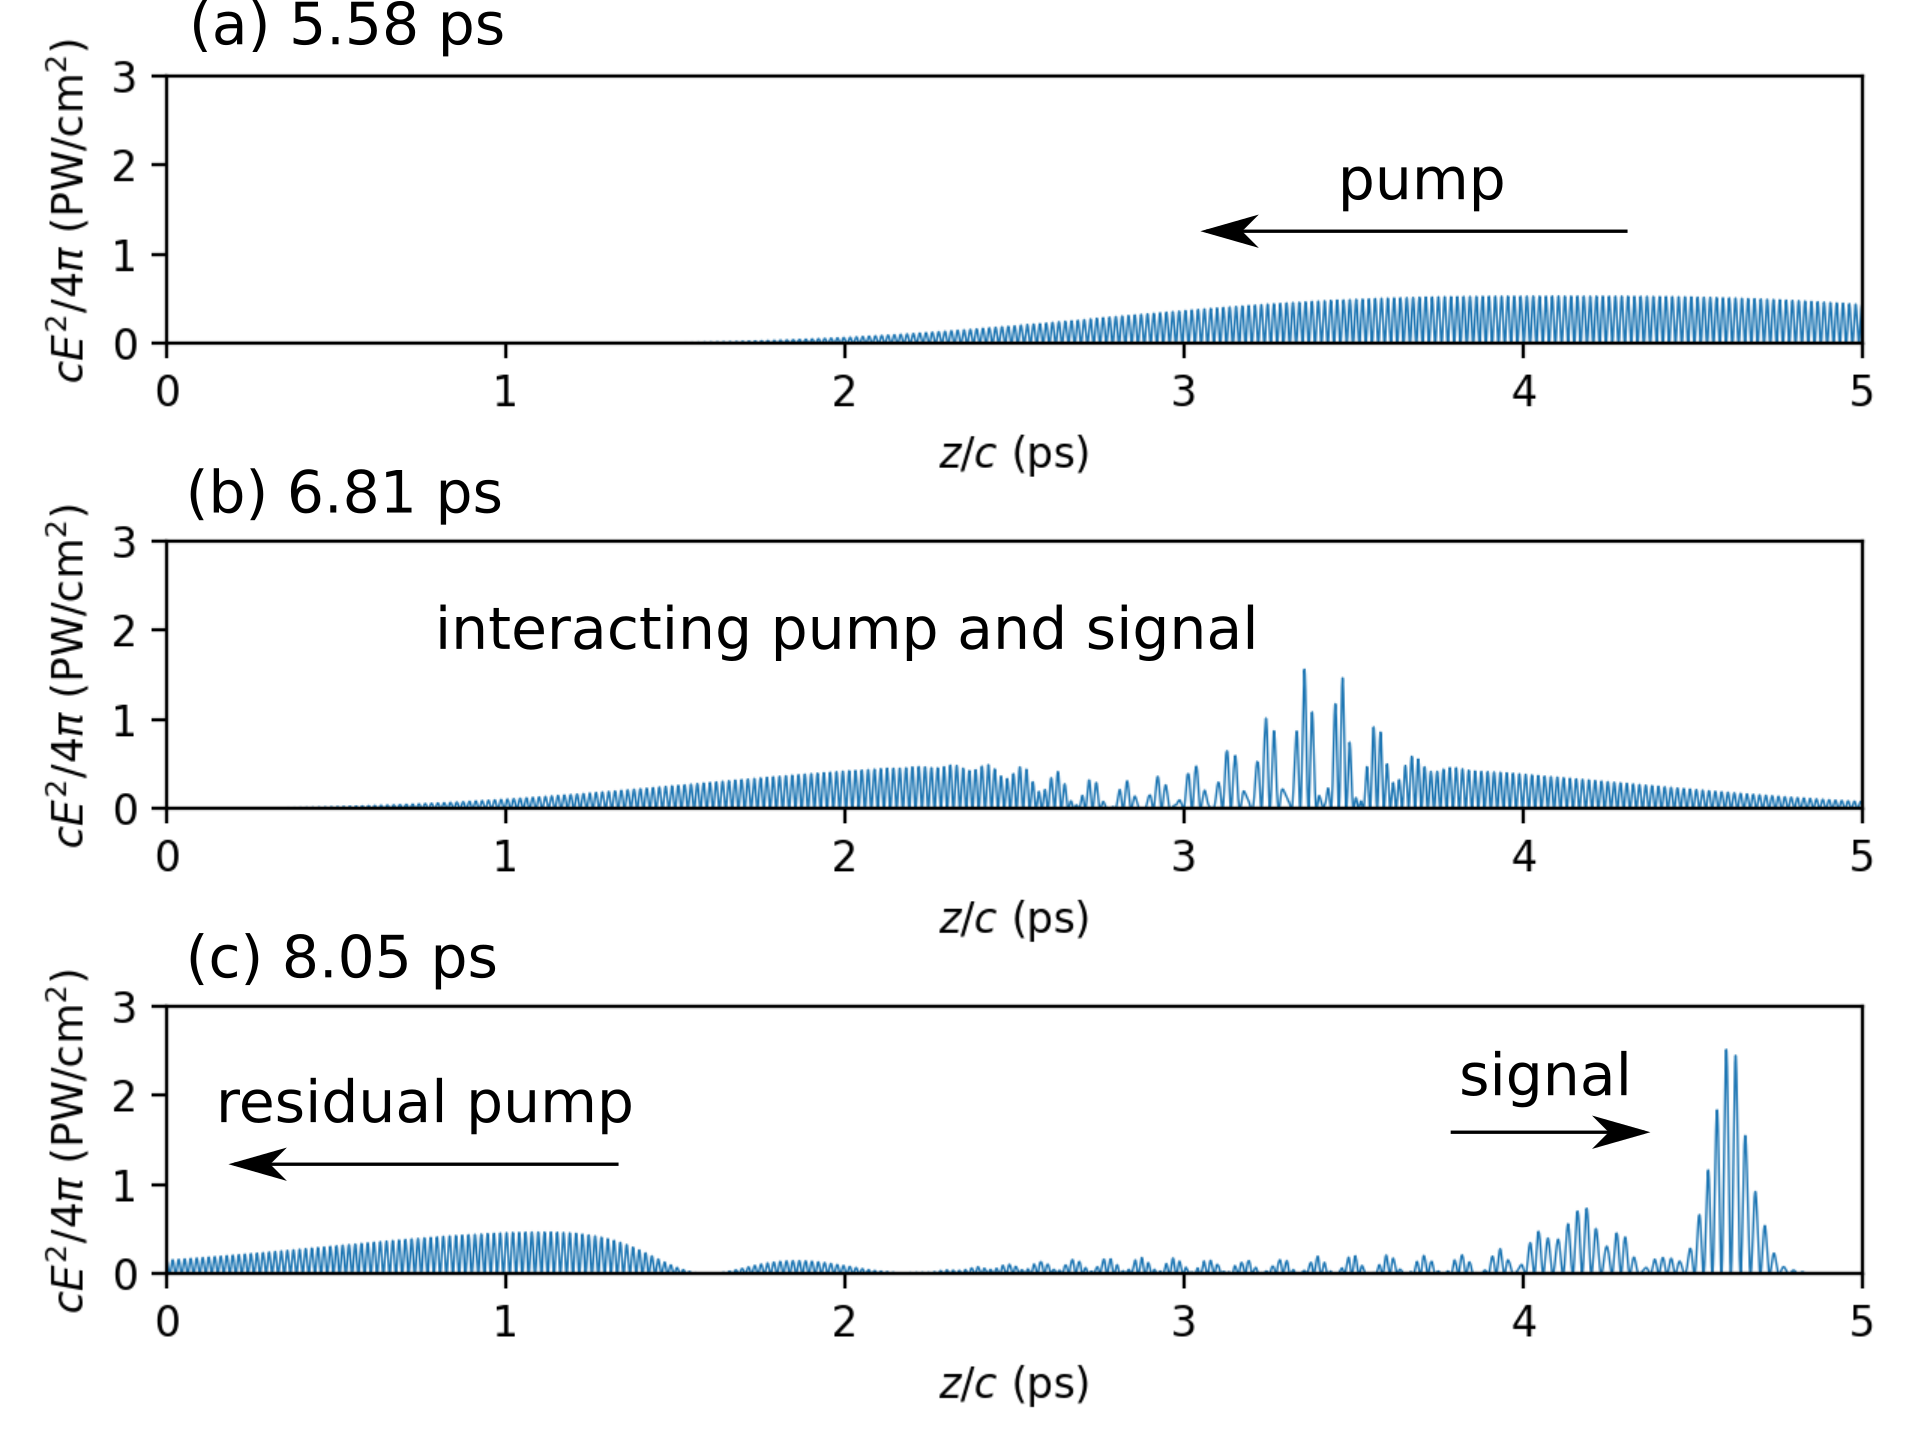 (a) 5.58 ps
cE²/4π (PW/cm²)
3
2
1
0
pump
0 1 2 3 4 5
z/c (ps)
(b) 6.81 ps
cE²/4π (PW/cm²)
3
2
1
0
interacting pump and signal
0 1 2 3 4 5
z/c (ps)
(c) 8.05 ps
cE²/4π (PW/cm²)
3
2
1
0
residual pump
signal
0 1 2 3 4 5
z/c (ps)